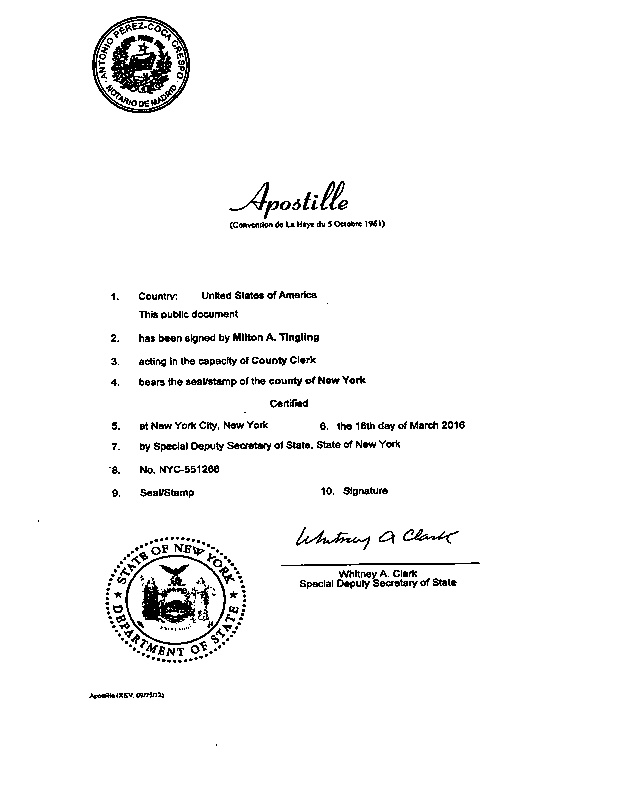 ANTONIO PEREZ-COCA CRESPO
NOTARIO DE MADRID
Apostille
(Convention de La Haye du 5 Octobre 1961)
1. Country: United States of America
This public document
2. has been signed by Milton A. Tingling
3. acting in the capacity of County Clerk
4. bears the seal/stamp of the county of New York
Certified
5. at New York City, New York 6. the 16th day of March 2016
7. by Special Deputy Secretary of State, State of New York
8. No. NYC-551266
9. Seal/Stamp 10. Signature
Whitney A Clark
Whitney A. Clark
Special Deputy Secretary of State
STATE OF NEW YORK
DEPARTMENT OF STATE
Apostille (REV.